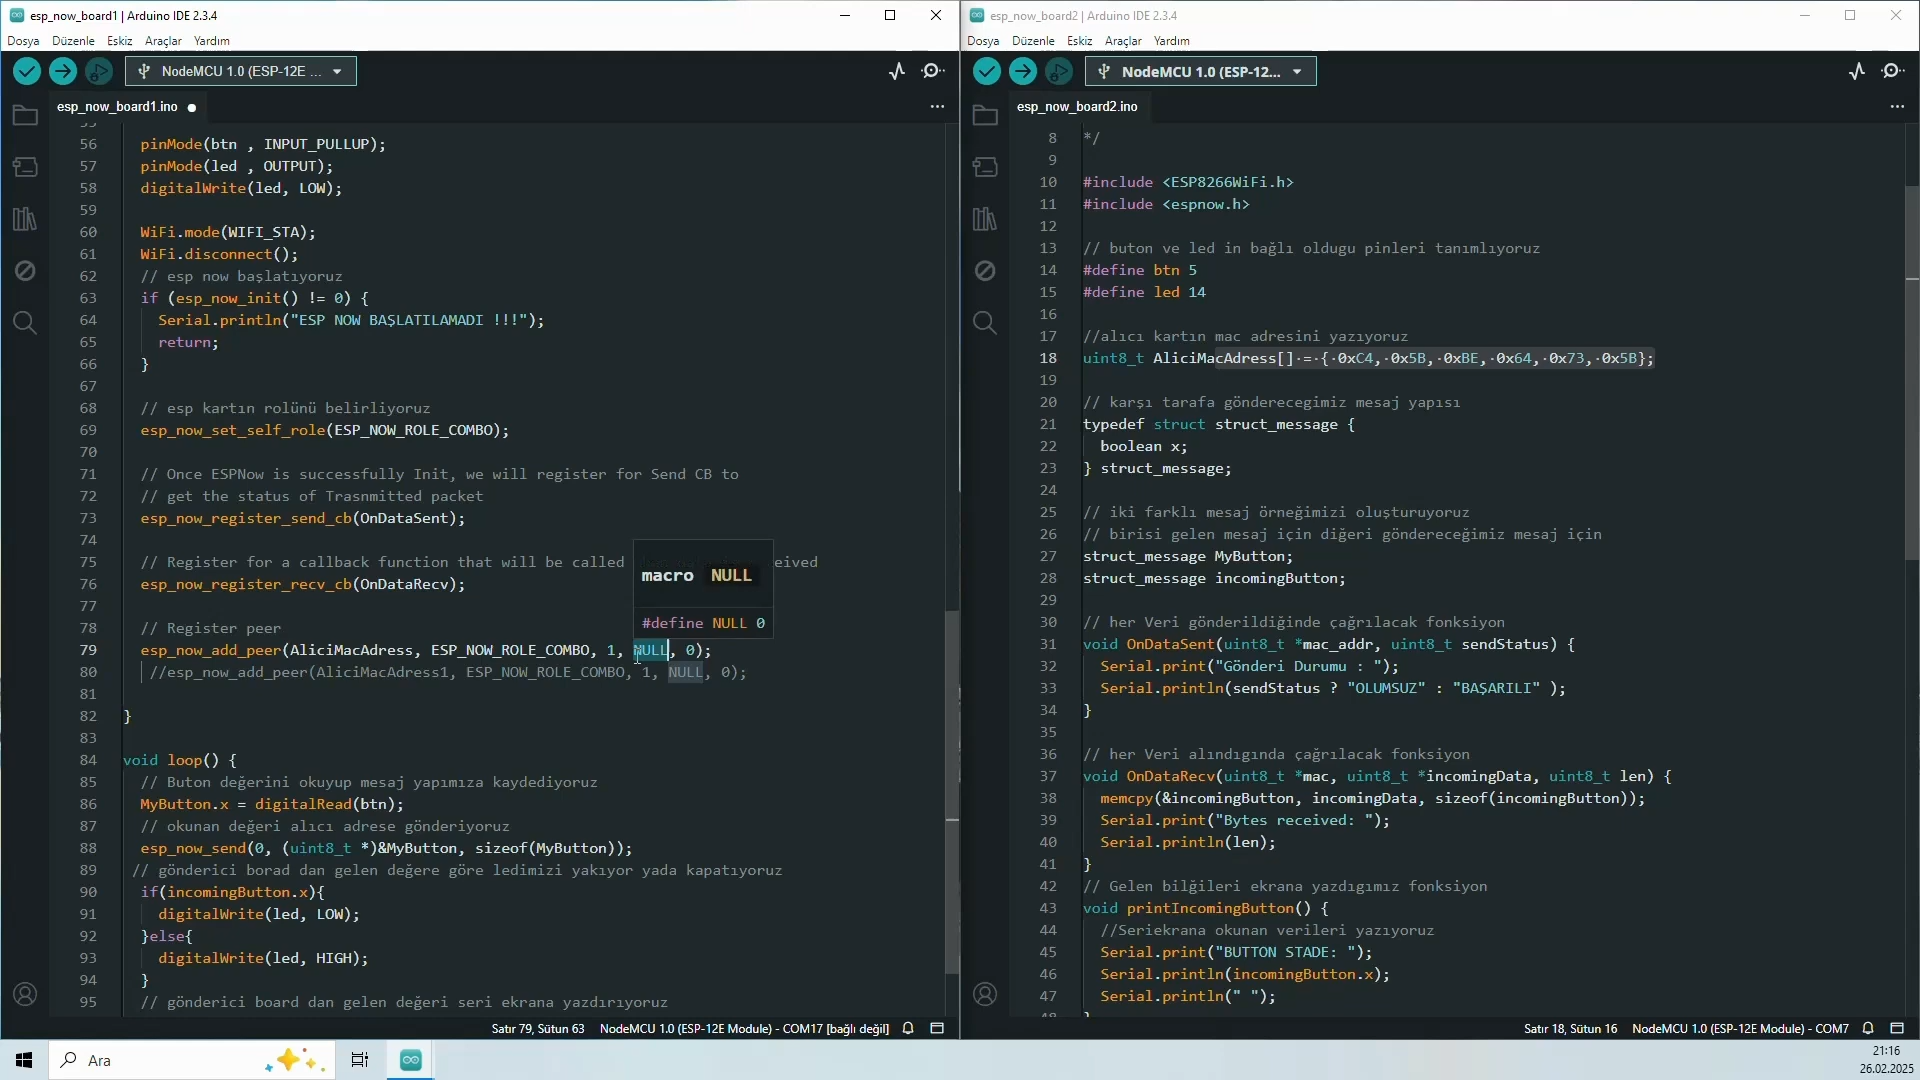 esp_now_board1 | Arduino IDE 2.3.4
Dosya Düzenle Eskiz Araçlar Yardım
NodeMCU 1.0 (ESP-12E ...
esp_now_board1.ino
56 pinMode(btn , INPUT_PULLUP);
57 pinMode(led , OUTPUT);
58 digitalWrite(led, LOW);
59
60 WiFi.mode(WIFI_STA);
61 WiFi.disconnect();
62 // esp now başlatıyoruz
63 if (esp_now_init() != 0) {
64 Serial.println("ESP NOW BAŞLATILAMADI !!!");
65 return;
66 }
67
68 // esp kartın rolünü belirliyoruz
69 esp_now_set_self_role(ESP_NOW_ROLE_COMBO);
70
71 // Once ESPNow is successfully Init, we will register for Send CB to
72 // get the status of Trasnmitted packet
73 esp_now_register_send_cb(OnDataSent);
74
75 // Register for a callback function that will be called
macro NULL
#define NULL 0
76 esp_now_register_recv_cb(OnDataRecv);
77
78 // Register peer
79 esp_now_add_peer(AliciMacAdress, ESP_NOW_ROLE_COMBO, 1, NULL, 0);
80 //esp_now_add_peer(AliciMacAdress1, ESP_NOW_ROLE_COMBO, 1, NULL, 0);
81
82 }
83
84 void loop() {
85 // Buton değerini okuyup mesaj yapımıza kaydediyoruz
86 MyButton.x = digitalRead(btn);
87 // okunan değeri alıcı adrese gönderiyoruz
88 esp_now_send(0, (uint8_t *)&MyButton, sizeof(MyButton));
89 // gönderici borad dan gelen değere göre ledimizi yakıyor yada kapatıyoruz
90 if(incomingButton.x){
91 digitalWrite(led, LOW);
92 }else{
93 digitalWrite(led, HIGH);
94 }
95 // gönderici board dan gelen değeri seri ekrana yazdırıyoruz
Satır 79, Sütun 63 NodeMCU 1.0 (ESP-12E Module) - COM17 [bağlı değil]
esp_now_board2 | Arduino IDE 2.3.4
Dosya Düzenle Eskiz Araçlar Yardım
NodeMCU 1.0 (ESP-12...
esp_now_board2.ino
8 */
9
10 #include <ESP8266WiFi.h>
11 #include <espnow.h>
12
13 // buton ve led in bağlı oldugu pinleri tanımlıyoruz
14 #define btn 5
15 #define led 14
16
17 //alıcı kartın mac adresini yazıyoruz
18 uint8_t AliciMacAdress[] = { 0xC4, 0x5B, 0xBE, 0x64, 0x73, 0x5B};
19
20 // karşı tarafa gönderecegimiz mesaj yapısı
21 typedef struct struct_message {
22 boolean x;
23 } struct_message;
24
25 // iki farklı mesaj örneğimizi oluşturuyoruz
26 // birisi gelen mesaj için diğeri göndereceğimiz mesaj için
27 struct_message MyButton;
28 struct_message incomingButton;
29
30 // her Veri gönderildiğinde çağrılacak fonksiyon
31 void OnDataSent(uint8_t *mac_addr, uint8_t sendStatus) {
32 Serial.print("Gönderi Durumu : ");
33 Serial.println(sendStatus ? "OLUMSUZ" : "BAŞARILI" );
34 }
35
36 // her Veri alındıgında çağrılacak fonksiyon
37 void OnDataRecv(uint8_t *mac, uint8_t *incomingData, uint8_t len) {
38 memcpy(&incomingButton, incomingData, sizeof(incomingButton));
39 Serial.print("Bytes received: ");
40 Serial.println(len);
41 }
42 // Gelen bilğileri ekrana yazdıgımız fonksiyon
43 void printIncomingButton() {
44 //Seriekrana okunan verileri yazıyoruz
45 Serial.print("BUTTON STADE: ");
46 Serial.println(incomingButton.x);
47 Serial.println(" ");
Satır 18, Sütun 16 NodeMCU 1.0 (ESP-12E Module) - COM7
Ara
21:16
26.02.2025